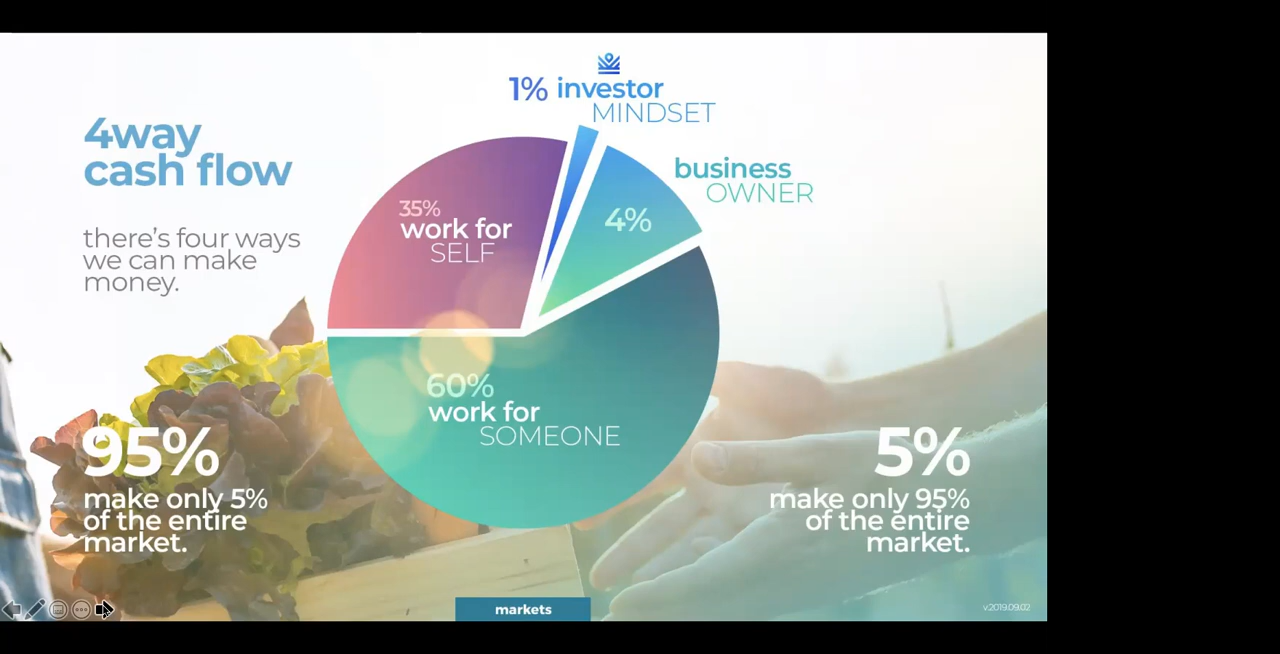 1% investor
MINDSET
4way
cash flow
business
OWNER
there's four ways
we can make
money.
35%
work for
SELF
4%
60%
work for
SOMEONE
95%
make only 5%
of the entire
market.
5%
make only 95%
of the entire
market.
markets
v.2019.09.02